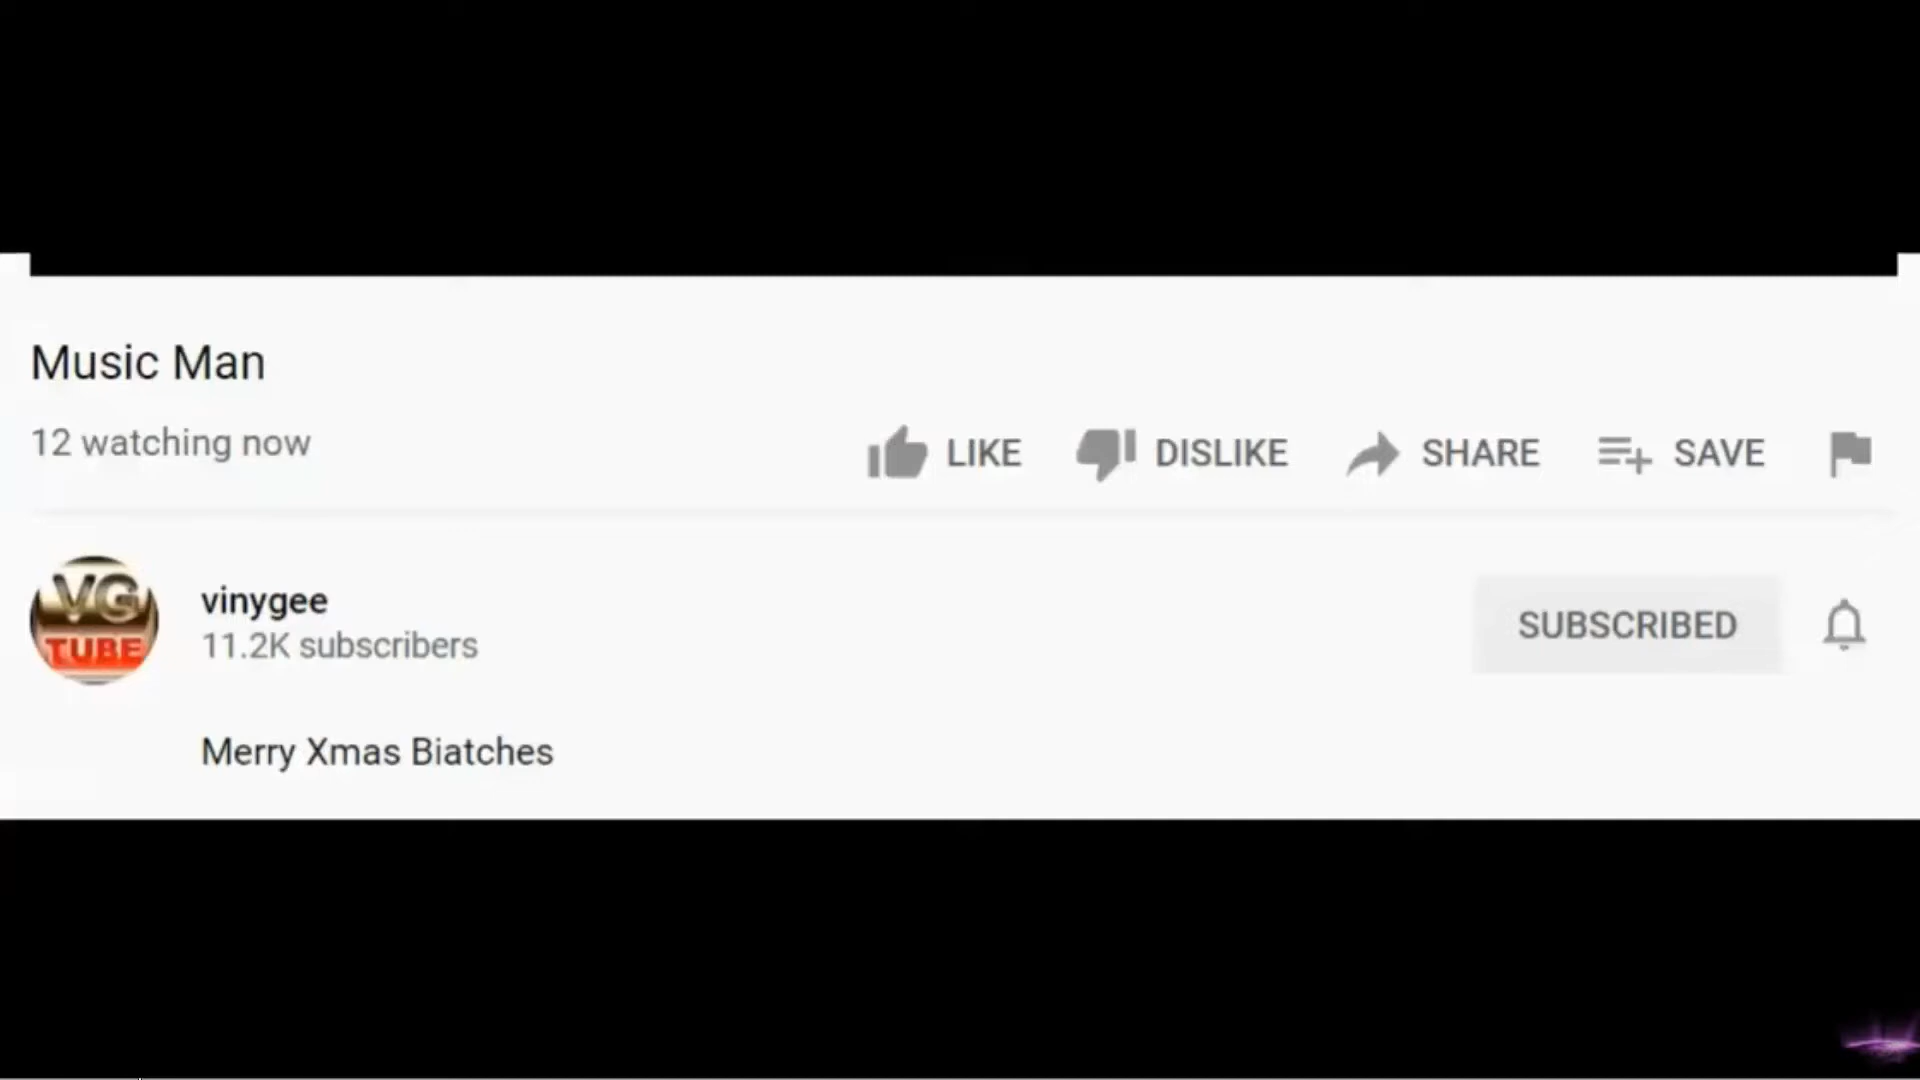 Music Man
12 watching now
LIKE DISLIKE SHARE SAVE
VG
TUBE
vinygee
11.2K subscribers
SUBSCRIBED
Merry Xmas Biatches